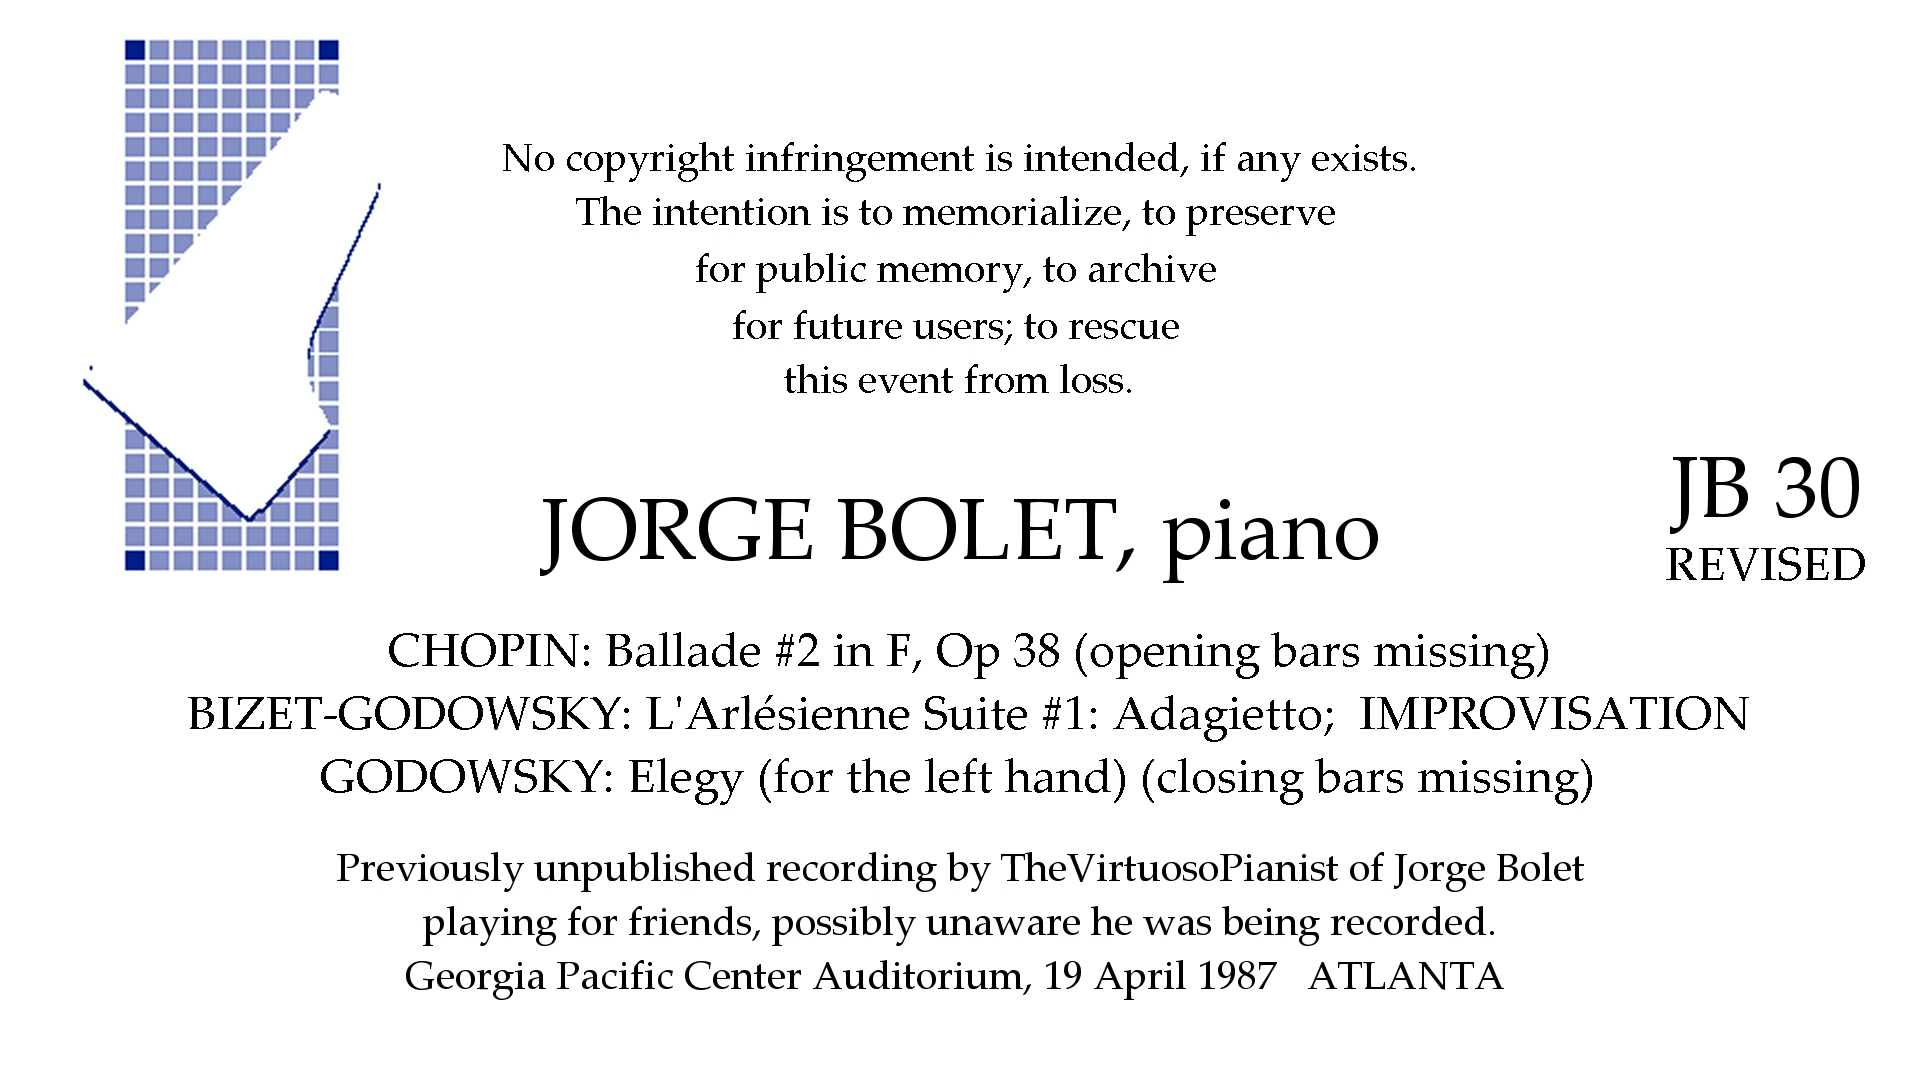 No copyright infringement is intended, if any exists.
The intention is to memorialize, to preserve
for public memory, to archive
for future users; to rescue
this event from loss.
JORGE BOLET, piano
JB 30
REVISED
CHOPIN: Ballade #2 in F, Op 38 (opening bars missing)
BIZET-GODOWSKY: L'Arlésienne Suite #1: Adagietto; IMPROVISATION
GODOWSKY: Elegy (for the left hand) (closing bars missing)
Previously unpublished recording by TheVirtuosoPianist of Jorge Bolet
playing for friends, possibly unaware he was being recorded.
Georgia Pacific Center Auditorium, 19 April 1987 ATLANTA